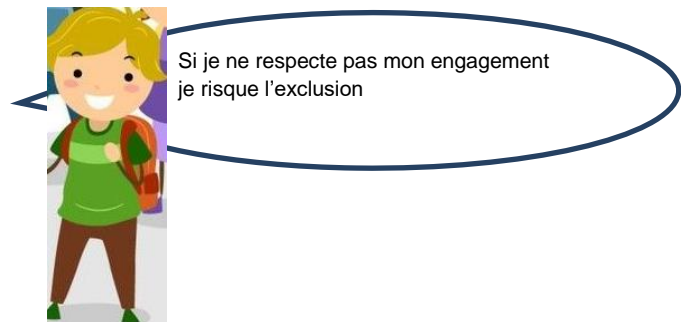 Si je ne respecte pas mon engagement
je risque l’exclusion